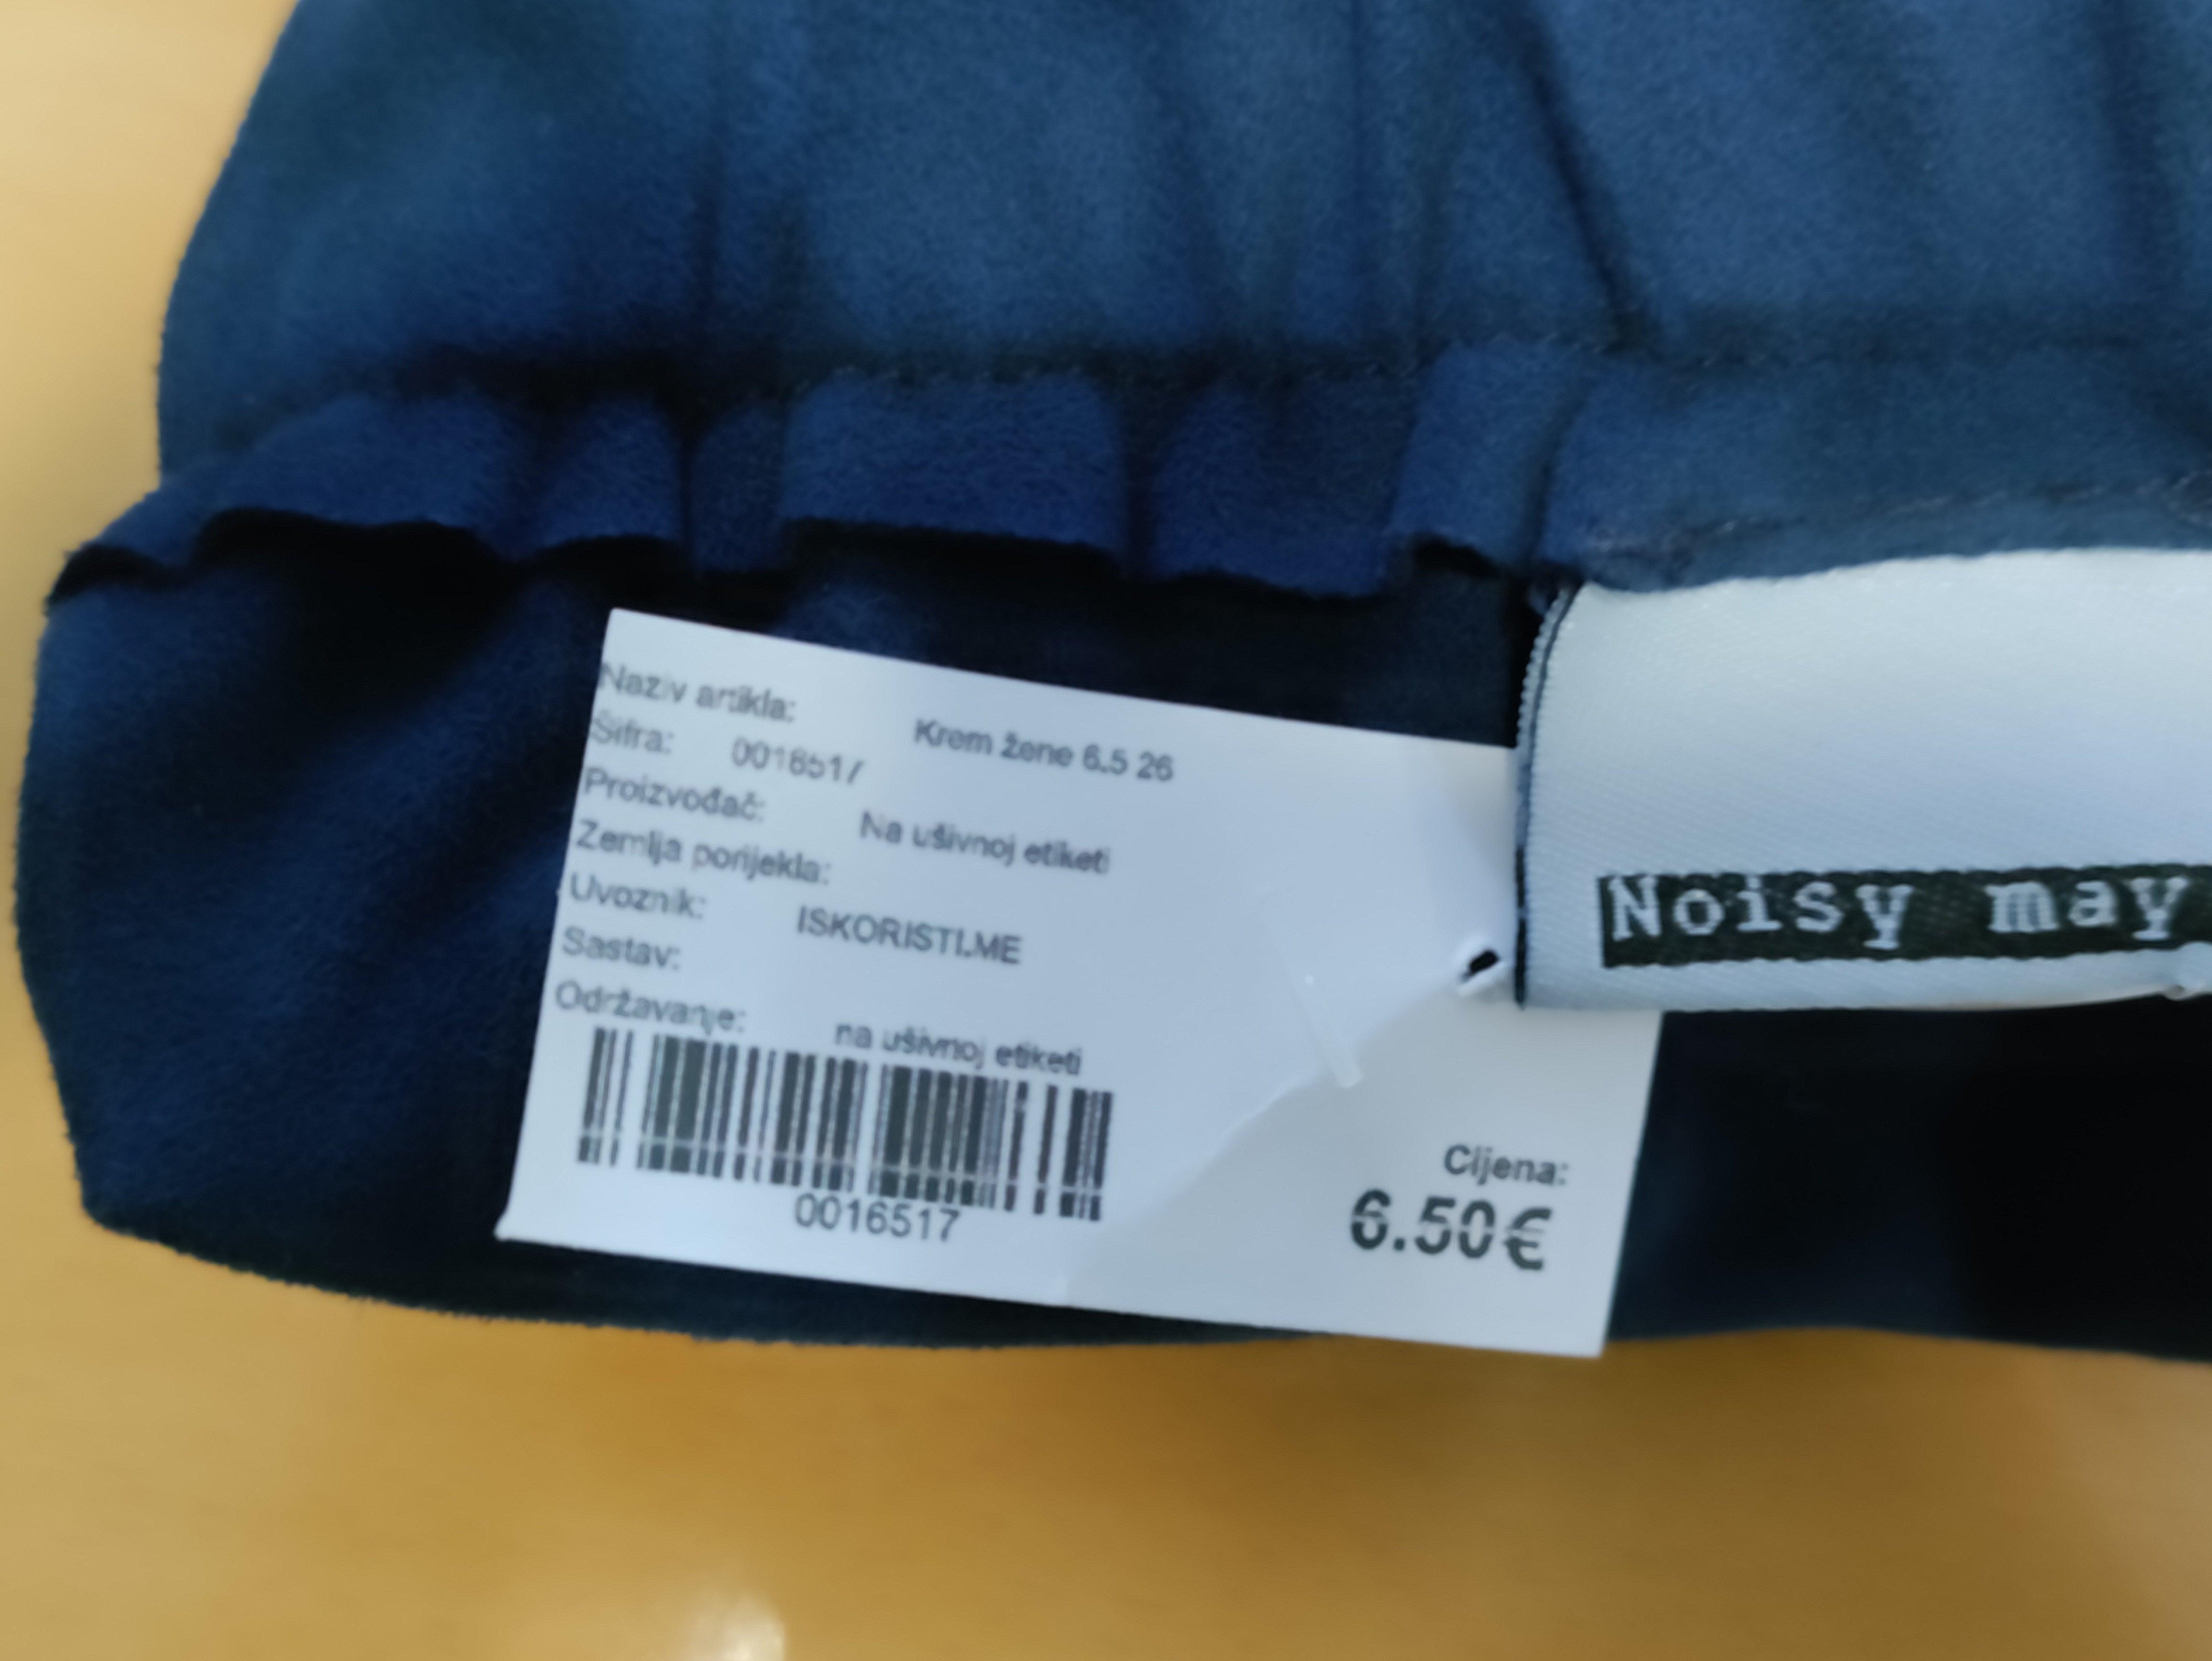 Naziv artikla: Krem žene 6.5 26
Šifra: 0016517
Proizvođač: Na ušivnoj etiketi
Zemlja porijekla:
Uvoznik: ISKORISTI.ME
Sastav:
Održavanje: na ušivnoj etiketi
0016517
Cijena:
6.50€
Noisy may